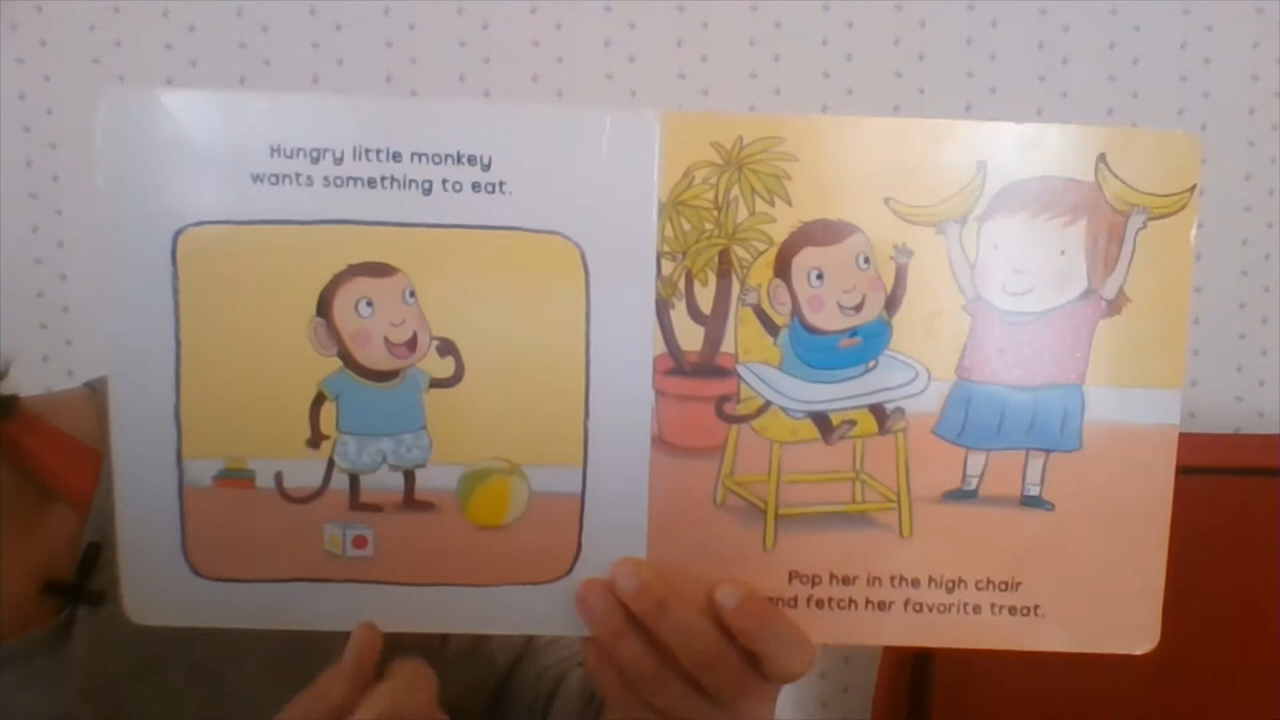 Hungry little monkey
wants something to eat.
Pop her in the high chair
and fetch her favorite treat.